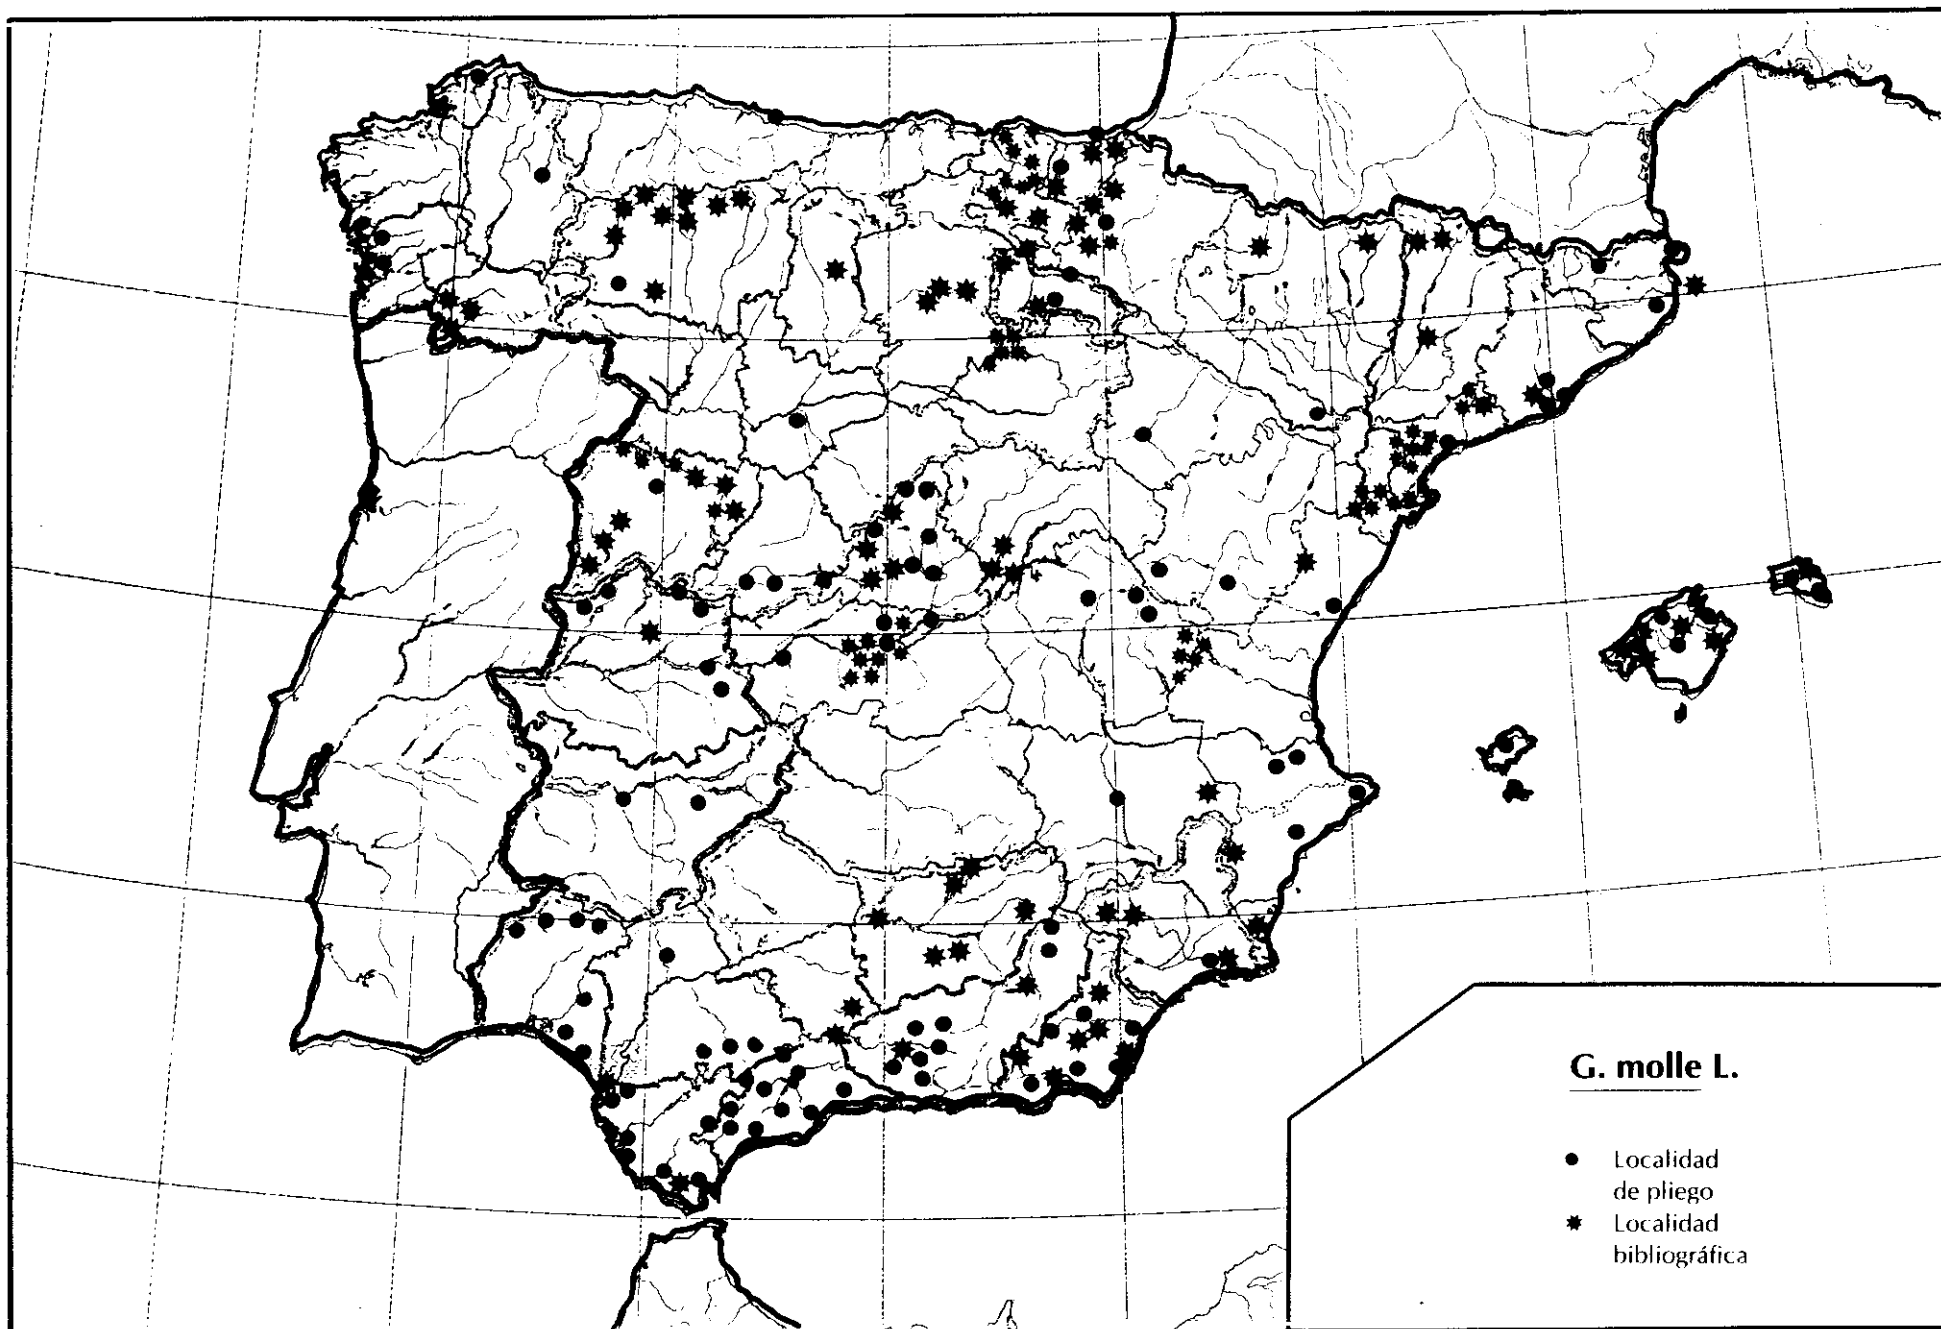 G. molle L.
● Localidad
de pliego
✷ Localidad
bibliográfica